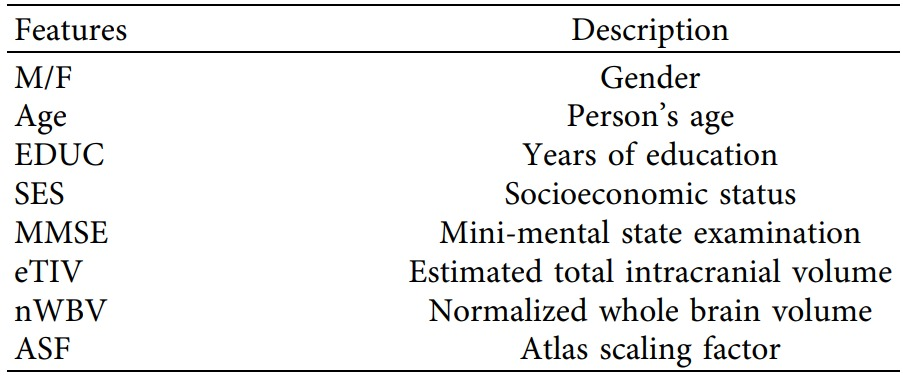 Features Description
M/F Gender
Age Person's age
EDUC Years of education
SES Socioeconomic status
MMSE Mini-mental state examination
eTIV Estimated total intracranial volume
nWBV Normalized whole brain volume
ASF Atlas scaling factor